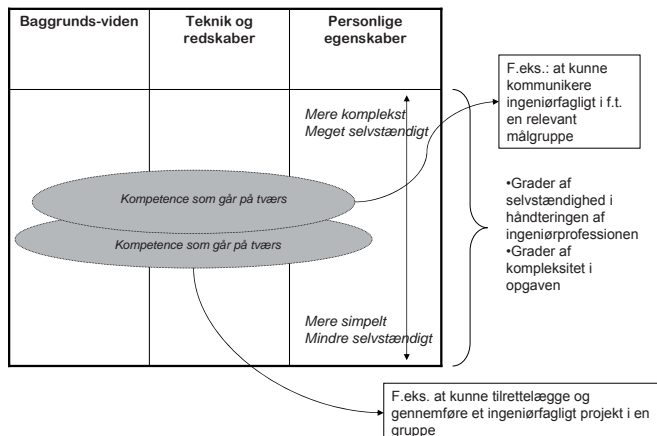 Baggrunds-viden
Teknik og
redskaber
Personlige
egenskaber
F.eks.: at kunne
kommunikere
ingeniørfagligt i f.t.
en relevant
målgruppe
Mere komplekst
Meget selvstændigt
Kompetence som går på tværs
Kompetence som går på tværs
•Grader af
selvstændighed i
håndteringen af
ingeniørprofessionen
•Grader af
kompleksitet i
opgaven
Mere simpelt
Mindre selvstændigt
F.eks. at kunne tilrettelægge og
gennemføre et ingeniørfagligt projekt i en
gruppe